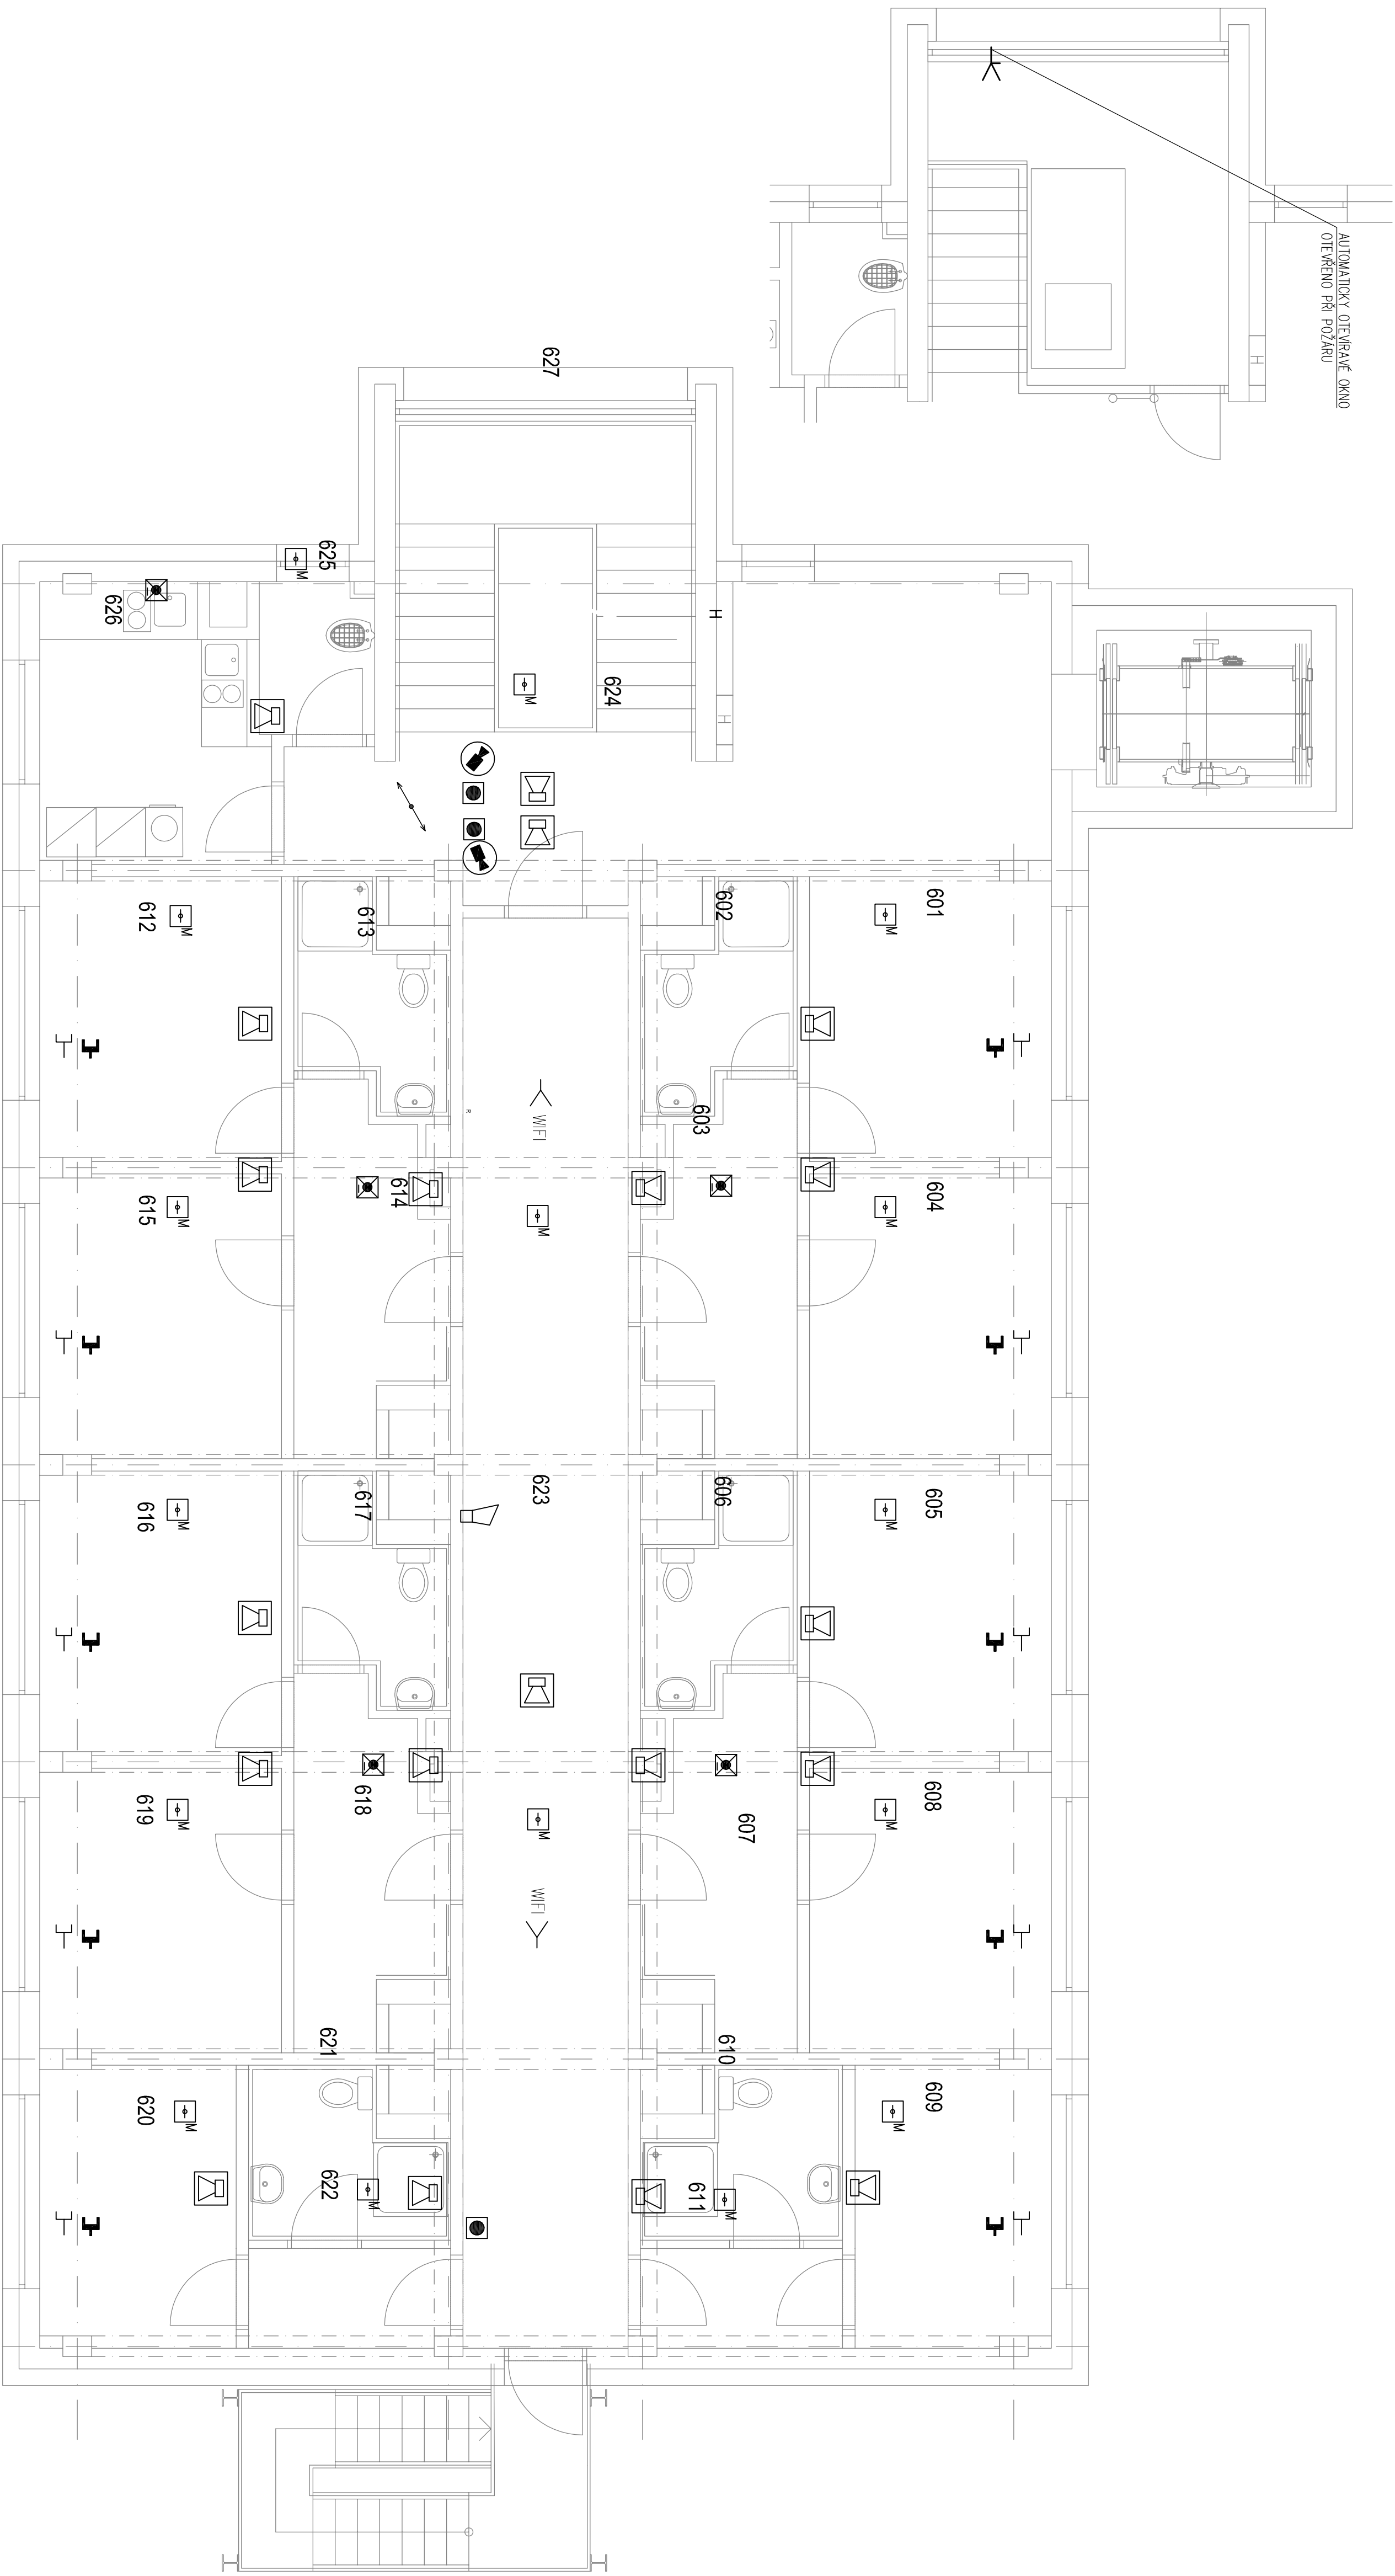 AUTOMATICKY OTEVÍRAVÉ OKNO
OTEVŘENO PŘI POŽÁRU
H
627
625
M
626
H
H
624
M
612
M
613
602
601
M
603
WIFI
R
615
M
614
604
M
616
M
617
623
606
605
M
619
M
618
M
WIFI
607
608
M
621
610
620
M
622
M
611
M
609
M